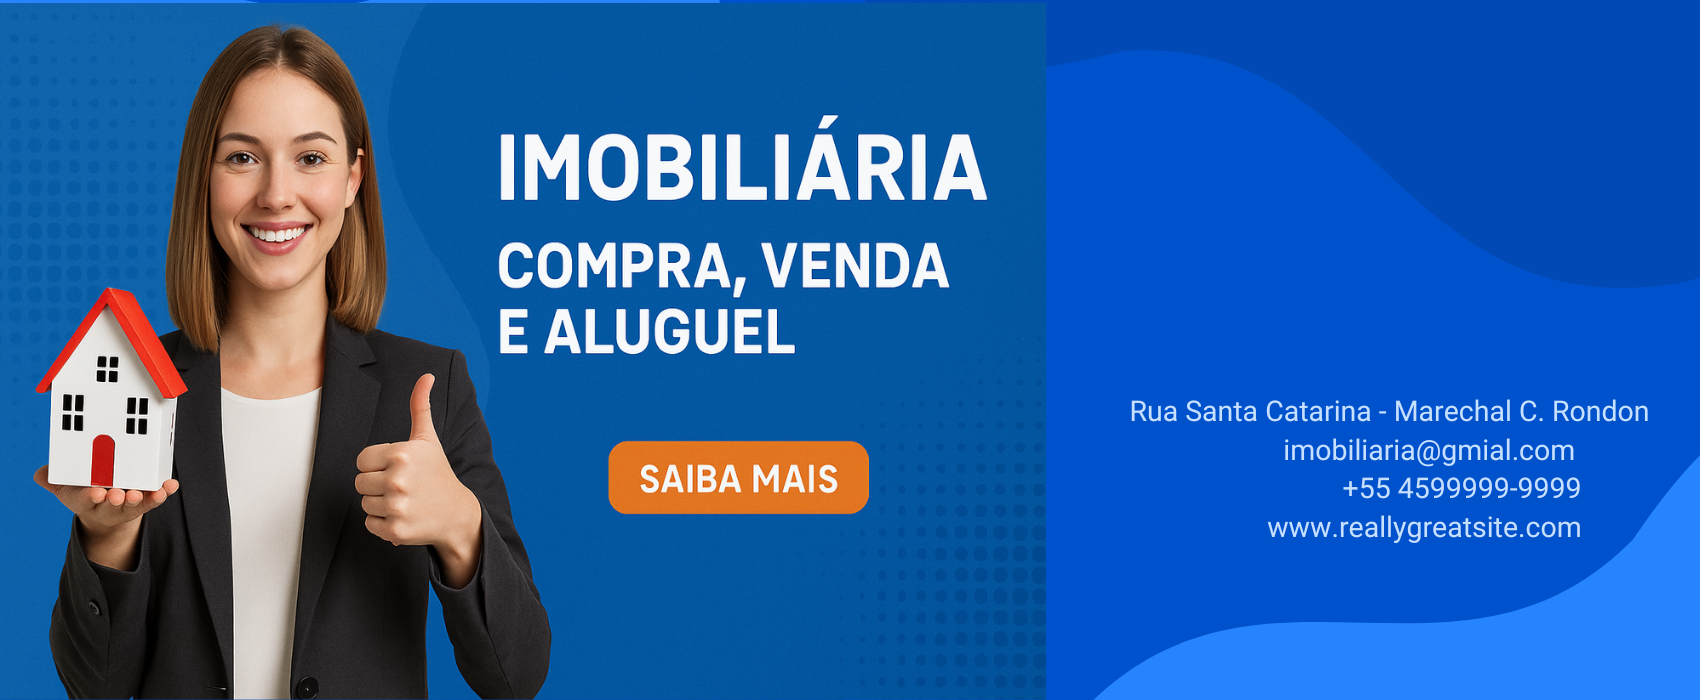 IMOBILIÁRIA
COMPRA, VENDA
E ALUGUEL
SAIBA MAIS
Rua Santa Catarina - Marechal C. Rondon
imobiliaria@gmial.com
+55 4599999-9999
www.reallygreatsite.com